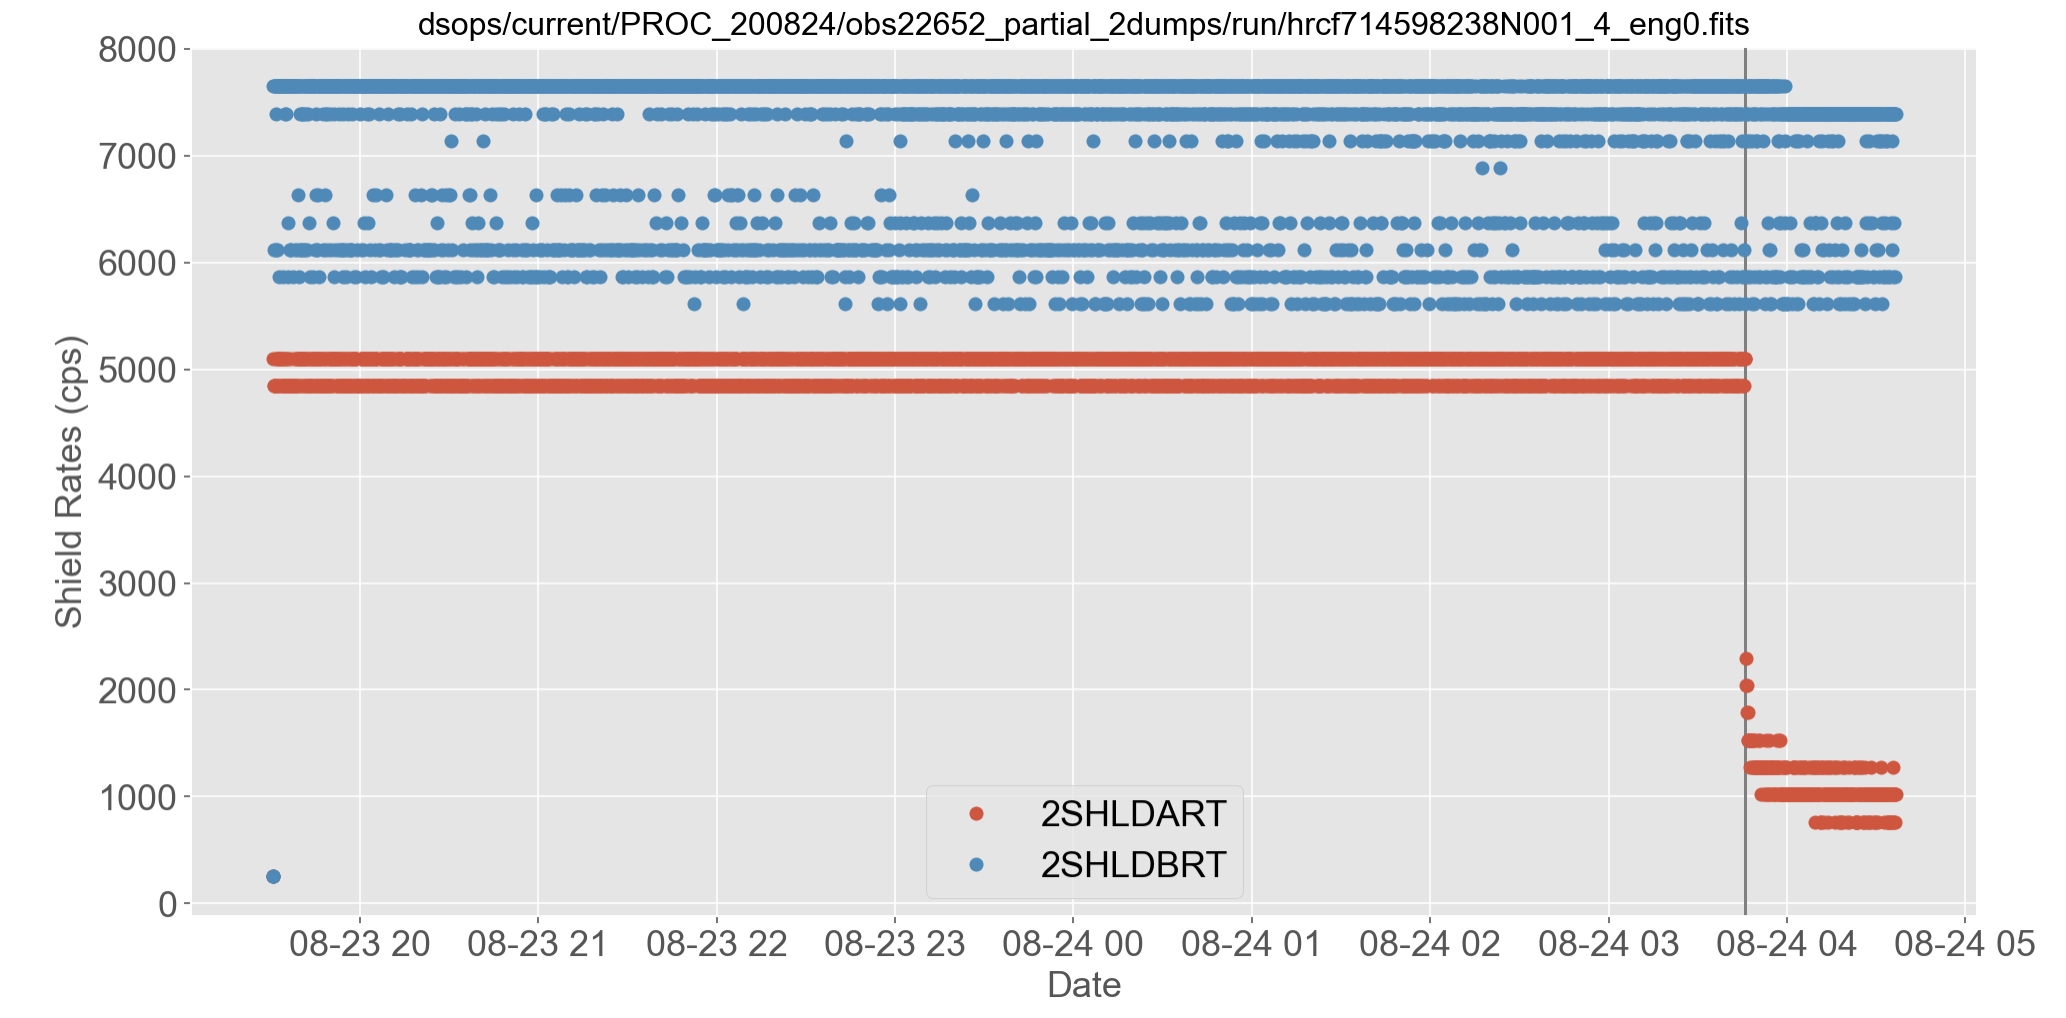 dsops/current/PROC_200824/obs22652_partial_2dumps/run/hrcf714598238N001_4_eng0.fits
8000
7000
6000
5000
4000
3000
2000
1000
0
Shield Rates (cps)
2SHLDART
2SHLDBRT
08-23 20 08-23 21 08-23 22 08-23 23 08-24 00 08-24 01 08-24 02 08-24 03 08-24 04 08-24 05
Date